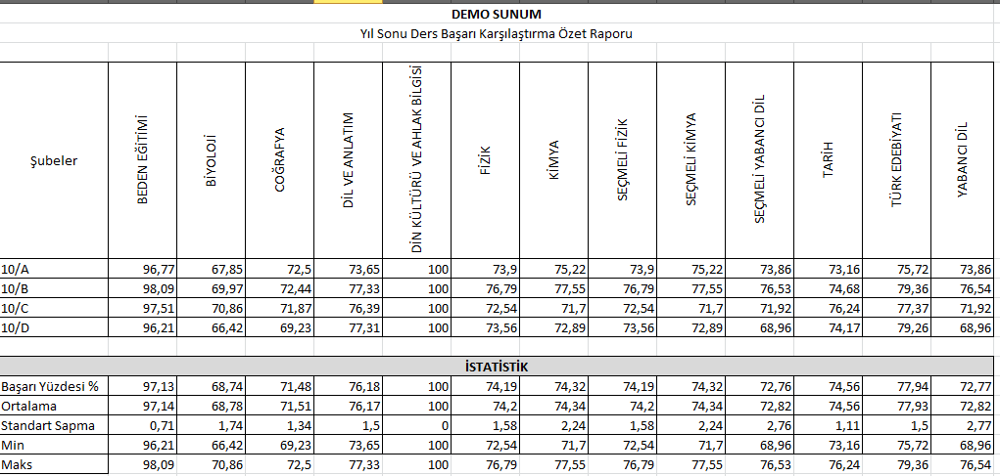 DEMO SUNUM
Yıl Sonu Ders Başarı Karşılaştırma Özet Raporu
Şubeler BEDEN EĞİTİMİ BİYOLOJİ COĞRAFYA DİL VE ANLATIM DİN KÜLTÜRÜ VE AHLAK BİLGİSİ FİZİK KİMYA SEÇMELİ FİZİK SEÇMELİ KİMYA SEÇMELİ YABANCI DİL TARİH TÜRK EDEBİYATI YABANCI DİL
10/A 96,77 67,85 72,5 73,65 100 73,9 75,22 73,9 75,22 73,86 73,16 75,72 73,86
10/B 98,09 69,97 72,44 77,33 100 76,79 77,55 76,79 77,55 76,53 74,68 79,36 76,54
10/C 97,51 70,86 71,87 76,39 100 72,54 71,7 72,54 71,7 71,92 76,24 77,37 71,92
10/D 96,21 66,42 69,23 77,31 100 73,56 72,89 73,56 72,89 68,96 74,17 79,26 68,96
İSTATİSTİK
Başarı Yüzdesi % 97,13 68,74 71,48 76,18 100 74,19 74,32 74,19 74,32 72,76 74,56 77,94 72,77
Ortalama 97,14 68,78 71,51 76,17 100 74,2 74,34 74,2 74,34 72,82 74,56 77,93 72,82
Standart Sapma 0,71 1,74 1,34 1,5 0 1,58 2,24 1,58 2,24 2,76 1,11 1,5 2,77
Min 96,21 66,42 69,23 73,65 100 72,54 71,7 72,54 71,7 68,96 73,16 75,72 68,96
Maks 98,09 70,86 72,5 77,33 100 76,79 77,55 76,79 77,55 76,53 76,24 79,36 76,54